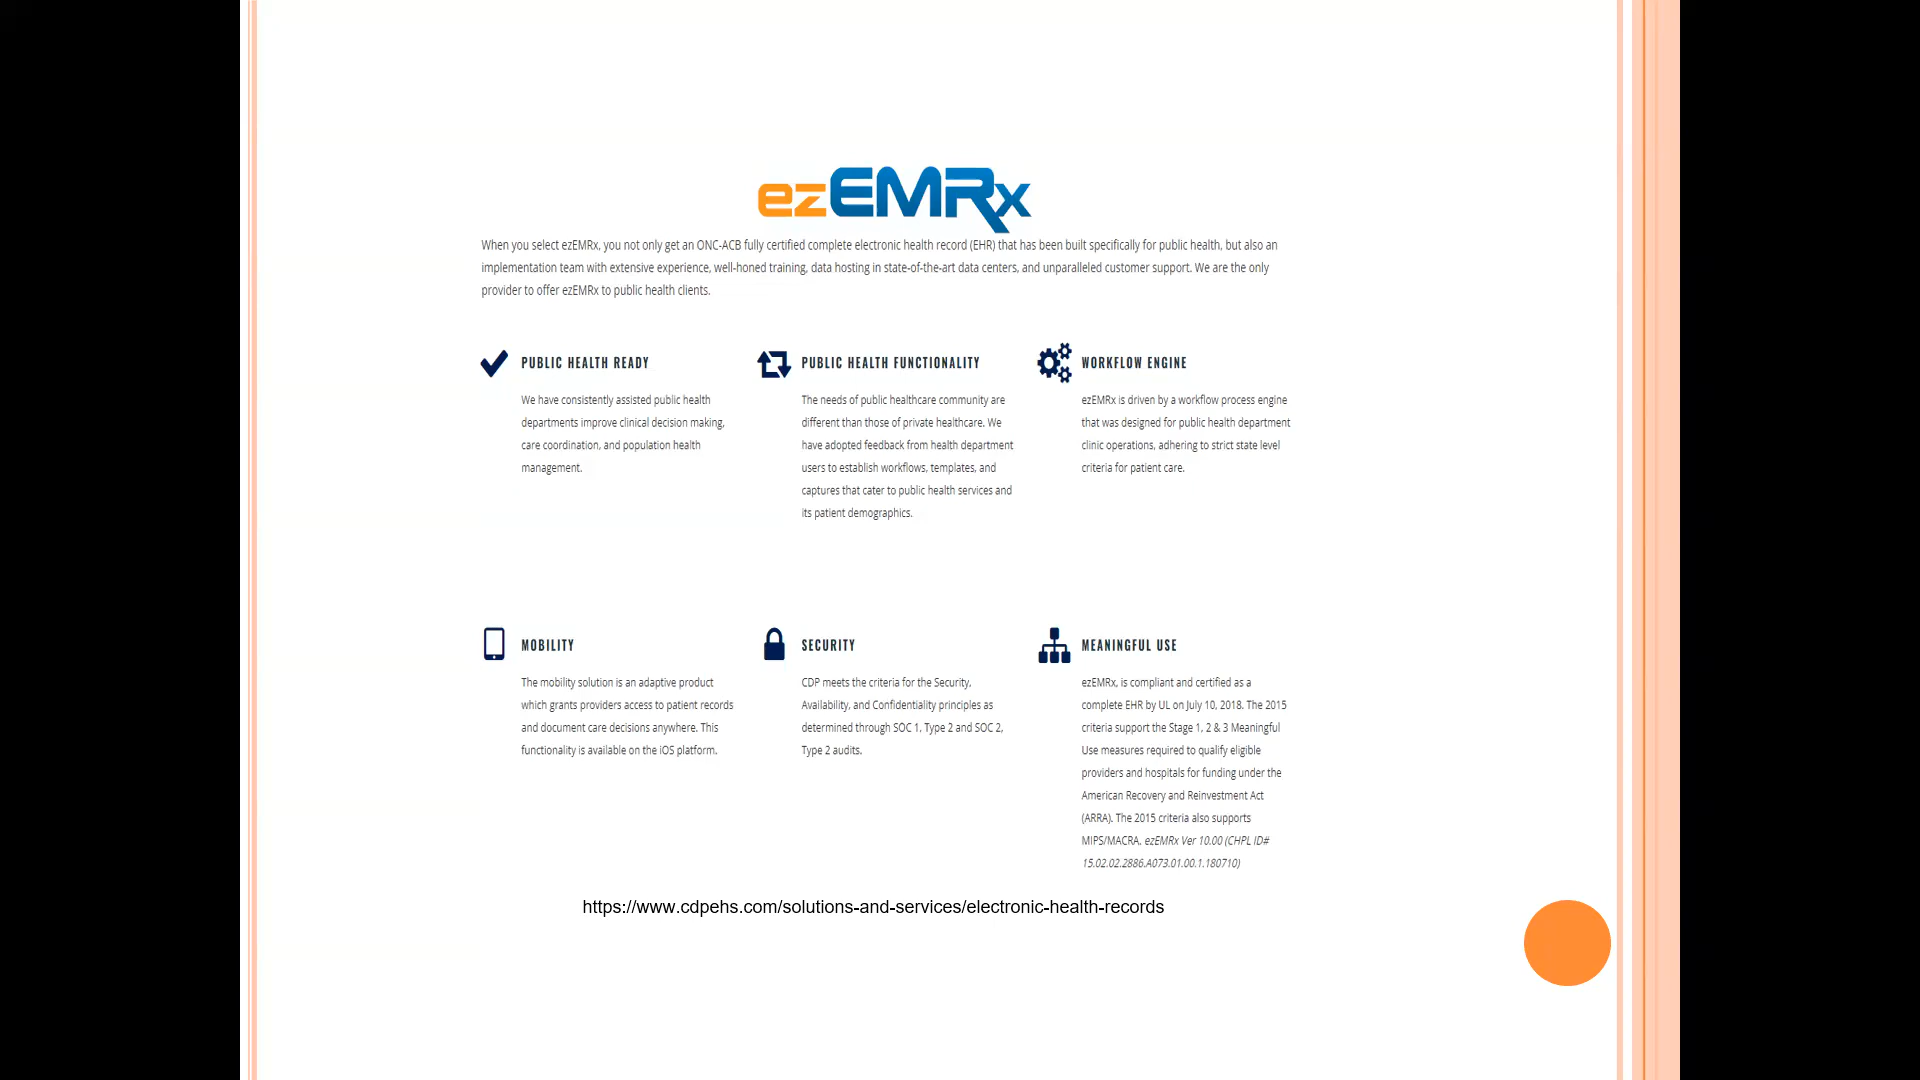 ezEMRx
When you select ezEMRx, you not only get an ONC-ACB fully certified complete electronic health record (EHR) that has been built specifically for public health, but also an
implementation team with extensive experience, well-honed training, data hosting in state-of-the-art data centers, and unparalleled customer support. We are the only
provider to offer ezEMRx to public health clients.
PUBLIC HEALTH READY
We have consistently assisted public health
departments improve clinical decision making,
care coordination, and population health
management.
PUBLIC HEALTH FUNCTIONALITY
The needs of public healthcare community are
different than those of private healthcare. We
have adopted feedback from health department
users to establish workflows, templates, and
captures that cater to public health services and
its patient demographics.
WORKFLOW ENGINE
ezEMRx is driven by a workflow process engine
that was designed for public health department
clinic operations, adhering to strict state level
criteria for patient care.
MOBILITY
The mobility solution is an adaptive product
which grants providers access to patient records
and document care decisions anywhere. This
functionality is available on the iOS platform.
SECURITY
CDP meets the criteria for the Security,
Availability, and Confidentiality principles as
determined through SOC 1, Type 2 and SOC 2,
Type 2 audits.
MEANINGFUL USE
ezEMRx, is compliant and certified as a
complete EHR by UL on July 10, 2018. The 2015
criteria support the Stage 1, 2 & 3 Meaningful
Use measures required to qualify eligible
providers and hospitals for funding under the
American Recovery and Reinvestment Act
(ARRA). The 2015 criteria also supports
MIPS/MACRA. ezEMRx Ver 10.00 (CHPL ID#
15.02.02.2886.A073.01.00.1.180710)
https://www.cdpehs.com/solutions-and-services/electronic-health-records